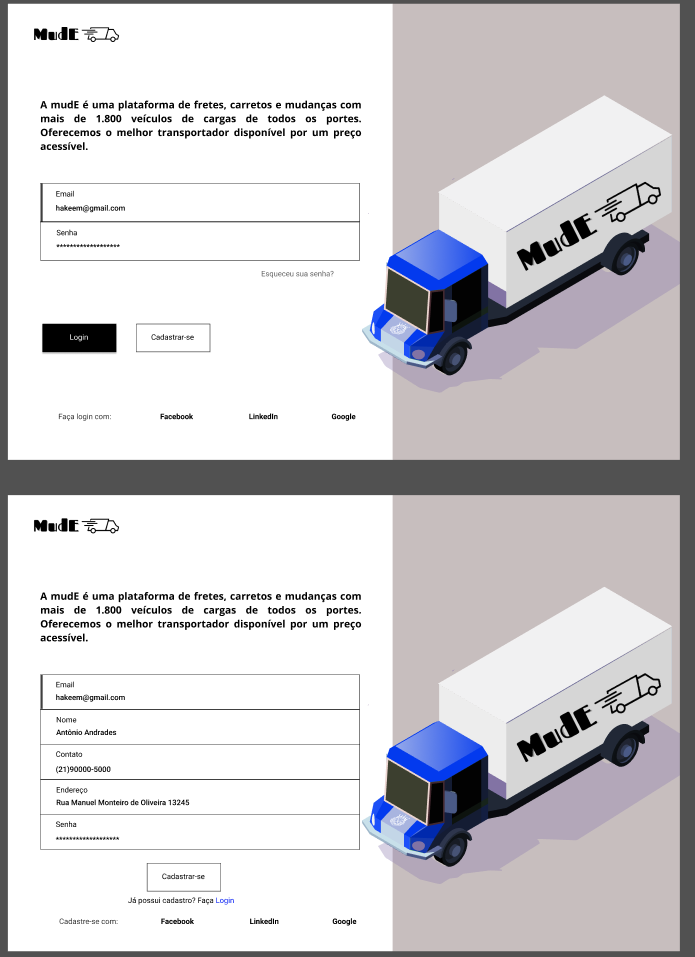 MudE
A mudE é uma plataforma de fretes, carretos e mudanças com
mais de 1.800 veículos de cargas de todos os portes.
Oferecemos o melhor transportador disponível por um preço
acessível.
Email
hakeem@gmail.com
Senha
*******************
Esqueceu sua senha?
Login
Cadastrar-se
Faça login com:
Facebook
LinkedIn
Google
MudE
MudE
A mudE é uma plataforma de fretes, carretos e mudanças com
mais de 1.800 veículos de cargas de todos os portes.
Oferecemos o melhor transportador disponível por um preço
acessível.
Email
hakeem@gmail.com
Nome
Antônio Andrades
Contato
(21)90000-5000
Endereço
Rua Manuel Monteiro de Oliveira 13245
Senha
*******************
Cadastrar-se
Já possui cadastro? Faça Login
Cadastre-se com:
Facebook
LinkedIn
Google
MudE